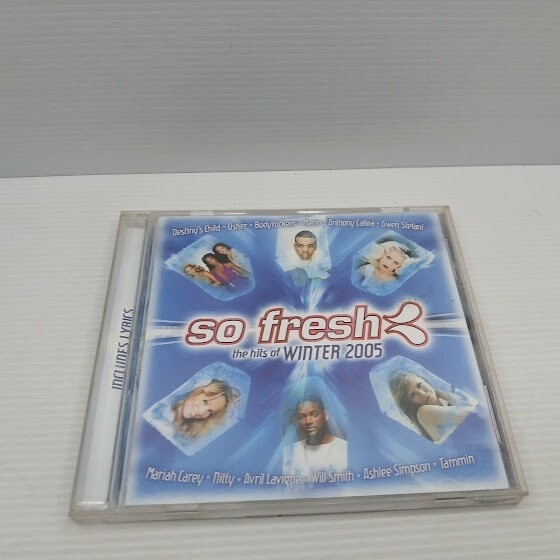 Destiny's Child • Usher • Bodyrockers • Mario • Anthony Callea • Gwen Stefani
INCLUDES LYRICS
so fresh
the hits of WINTER 2005
Mariah Carey • Nitty • Avril Lavigne • Will Smith • Ashlee Simpson • Tammin